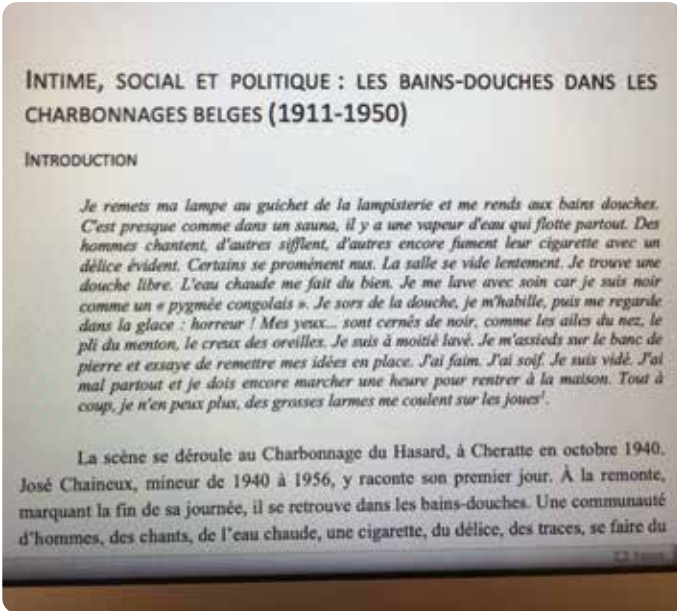 INTIME, SOCIAL ET POLITIQUE : LES BAINS-DOUCHES DANS LES
CHARBONNAGES BELGES (1911-1950)
INTRODUCTION
Je remets ma lampe au guichet de la lampisterie et me rends aux bains douches.
C'est presque comme dans un sauna, il y a une vapeur d'eau qui flotte partout. Des
hommes chantent, d'autres sifflent, d'autres encore fument leur cigarette avec un
délice évident. Certains se promènent nus. La salle se vide lentement. Je trouve une
douche libre. L'eau chaude me fait du bien. Je me lave avec soin car je suis noir
comme un « pygmée congolais ». Je sors de la douche, je m'habille, puis me regarde
dans la glace : horreur ! Mes yeux... sont cernés de noir, comme les ailes du nez, le
pli du menton, le creux des oreilles. Je suis à moitié lavé. Je m'assieds sur le banc de
pierre et essaye de remettre mes idées en place. J'ai faim. J'ai soif. Je suis vidé. J'ai
mal partout et je dois encore marcher une heure pour rentrer à la maison. Tout à
coup, je n'en peux plus, des grosses larmes me coulent sur les joues¹.
La scène se déroule au Charbonnage du Hasard, à Cheratte en octobre 1940.
José Chaineux, mineur de 1940 à 1956, y raconte son premier jour. À la remonte,
marquant la fin de sa journée, il se retrouve dans les bains-douches. Une communauté
d'hommes, des chants, de l'eau chaude, une cigarette, du délice, des traces, se faire du